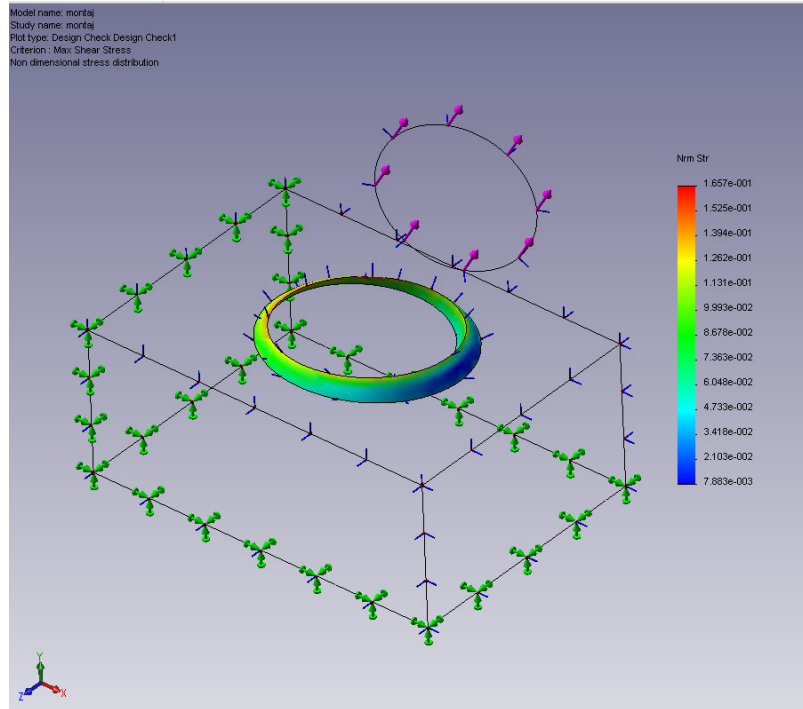 Model name: montaj
Study name: montaj
Plot type: Design Check Design Check1
Criterion : Max Shear Stress
Non dimensional stress distribution
Nrm Str
1.657e-001
1.525e-001
1.394e-001
1.262e-001
1.131e-001
9.993e-002
8.678e-002
7.363e-002
6.048e-002
4.733e-002
3.418e-002
2.103e-002
7.883e-003
Y
Z
X